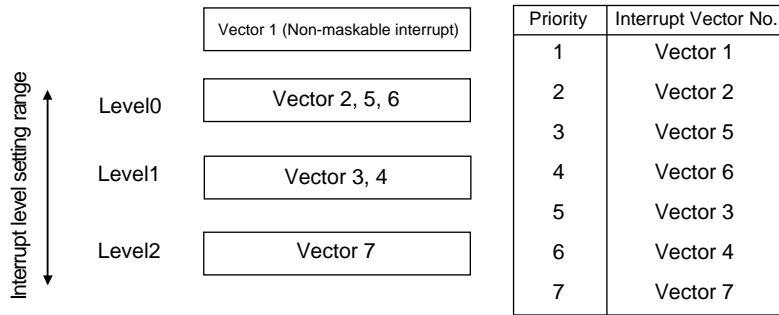 Vector 1 (Non-maskable interrupt)
Interrupt level setting range
Level0
Vector 2, 5, 6
Level1
Vector 3, 4
Level2
Vector 7
Priority Interrupt Vector No.
1 Vector 1
2 Vector 2
3 Vector 5
4 Vector 6
5 Vector 3
6 Vector 4
7 Vector 7